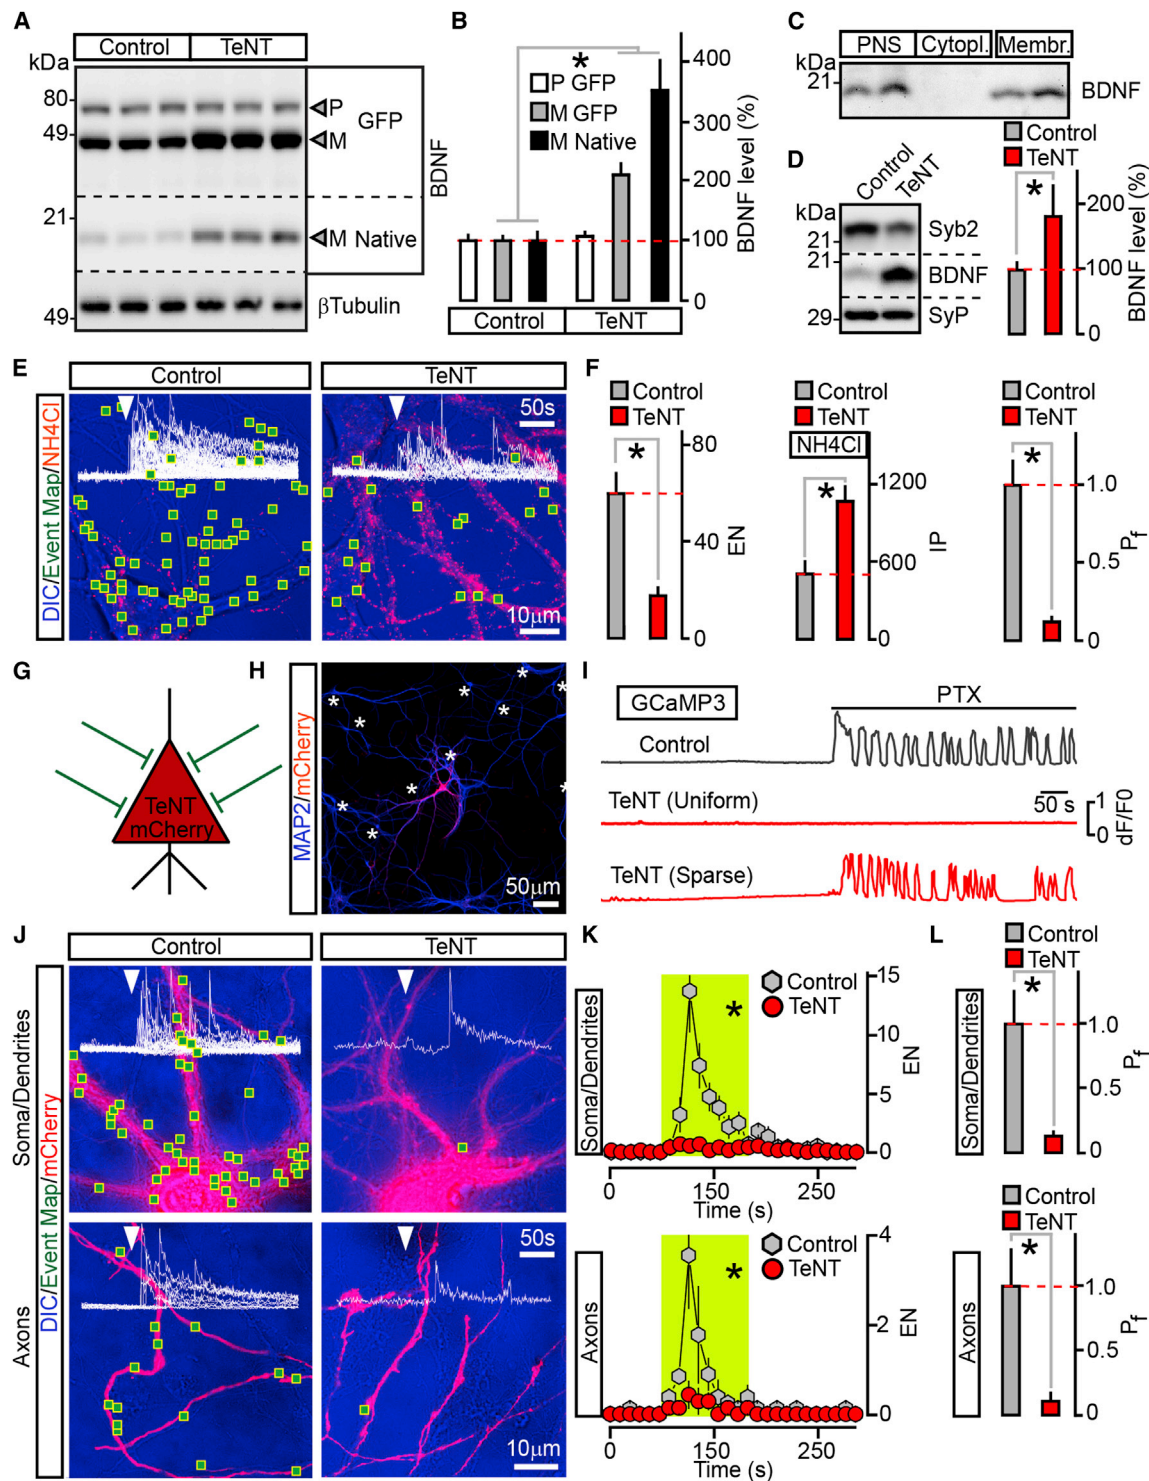 A
Control TeNT
kDa
80
49
21
49
P
M
GFP
M Native
BDNF
βTubulin
B
*
P GFP
M GFP
M Native
400
300
200
100
0
BDNF level (%)
Control TeNT
C
PNS Cytopl. Membr.
21
BDNF
D
Control
TeNT
kDa
21
21
29
Syb2
BDNF
SyP
Control
TeNT
*
200
100
0
BDNF level (%)
E
Control TeNT
DIC/Event Map/NH4Cl
50s
10μm
F
Control
TeNT
*
80
40
0
EN
Control
TeNT
NH4Cl
*
1200
600
0
IP
Control
TeNT
*
1.0
0.5
0
Pf
G
TeNT
mCherry
H
MAP2/mCherry
* * * * * * * * * * *
50μm
I
GCaMP3
PTX
Control
TeNT (Uniform)
50 s
1
0
dF/F0
TeNT (Sparse)
J
Control TeNT
Soma/Dendrites
Axons
DIC/Event Map/mCherry
50s
10μm
K
Soma/Dendrites
Control
TeNT
*
15
10
5
0
EN
0 150 250
Time (s)
Axons
Control
TeNT
*
4
2
0
EN
0 150 250
Time (s)
L
Control
TeNT
Soma/Dendrites
*
1.0
0.5
0
Pf
Control
TeNT
Axons
*
1.0
0.5
0
Pf